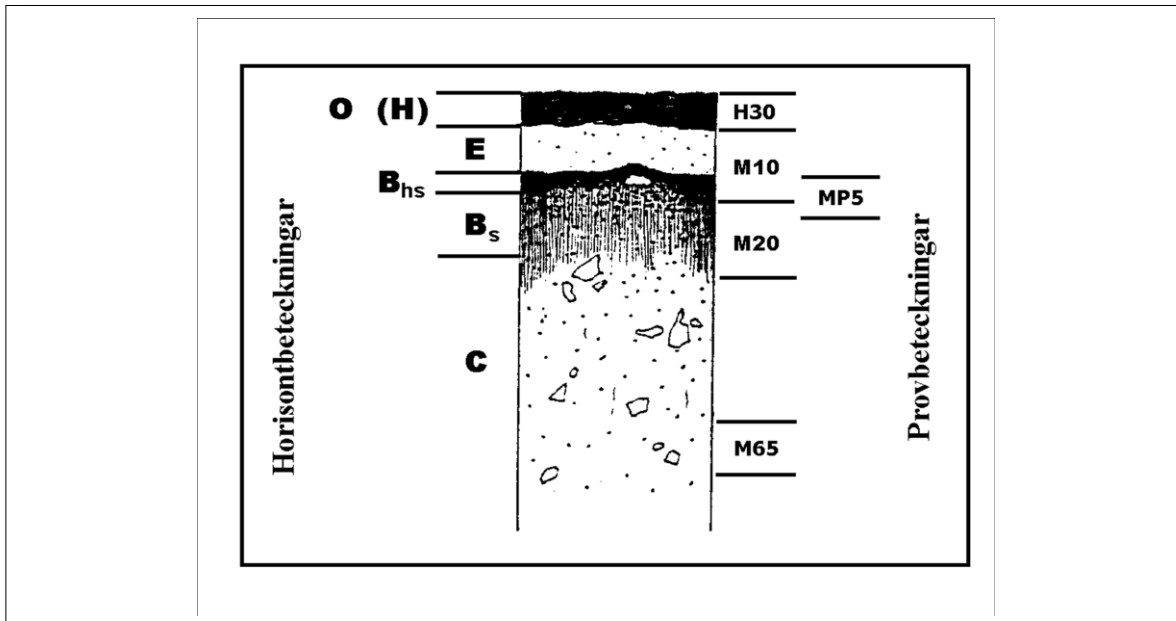 Horisontbeteckningar
O (H)
E
Bhs
Bs
C
H30
M10
MP5
M20
M65
Provbeteckningar